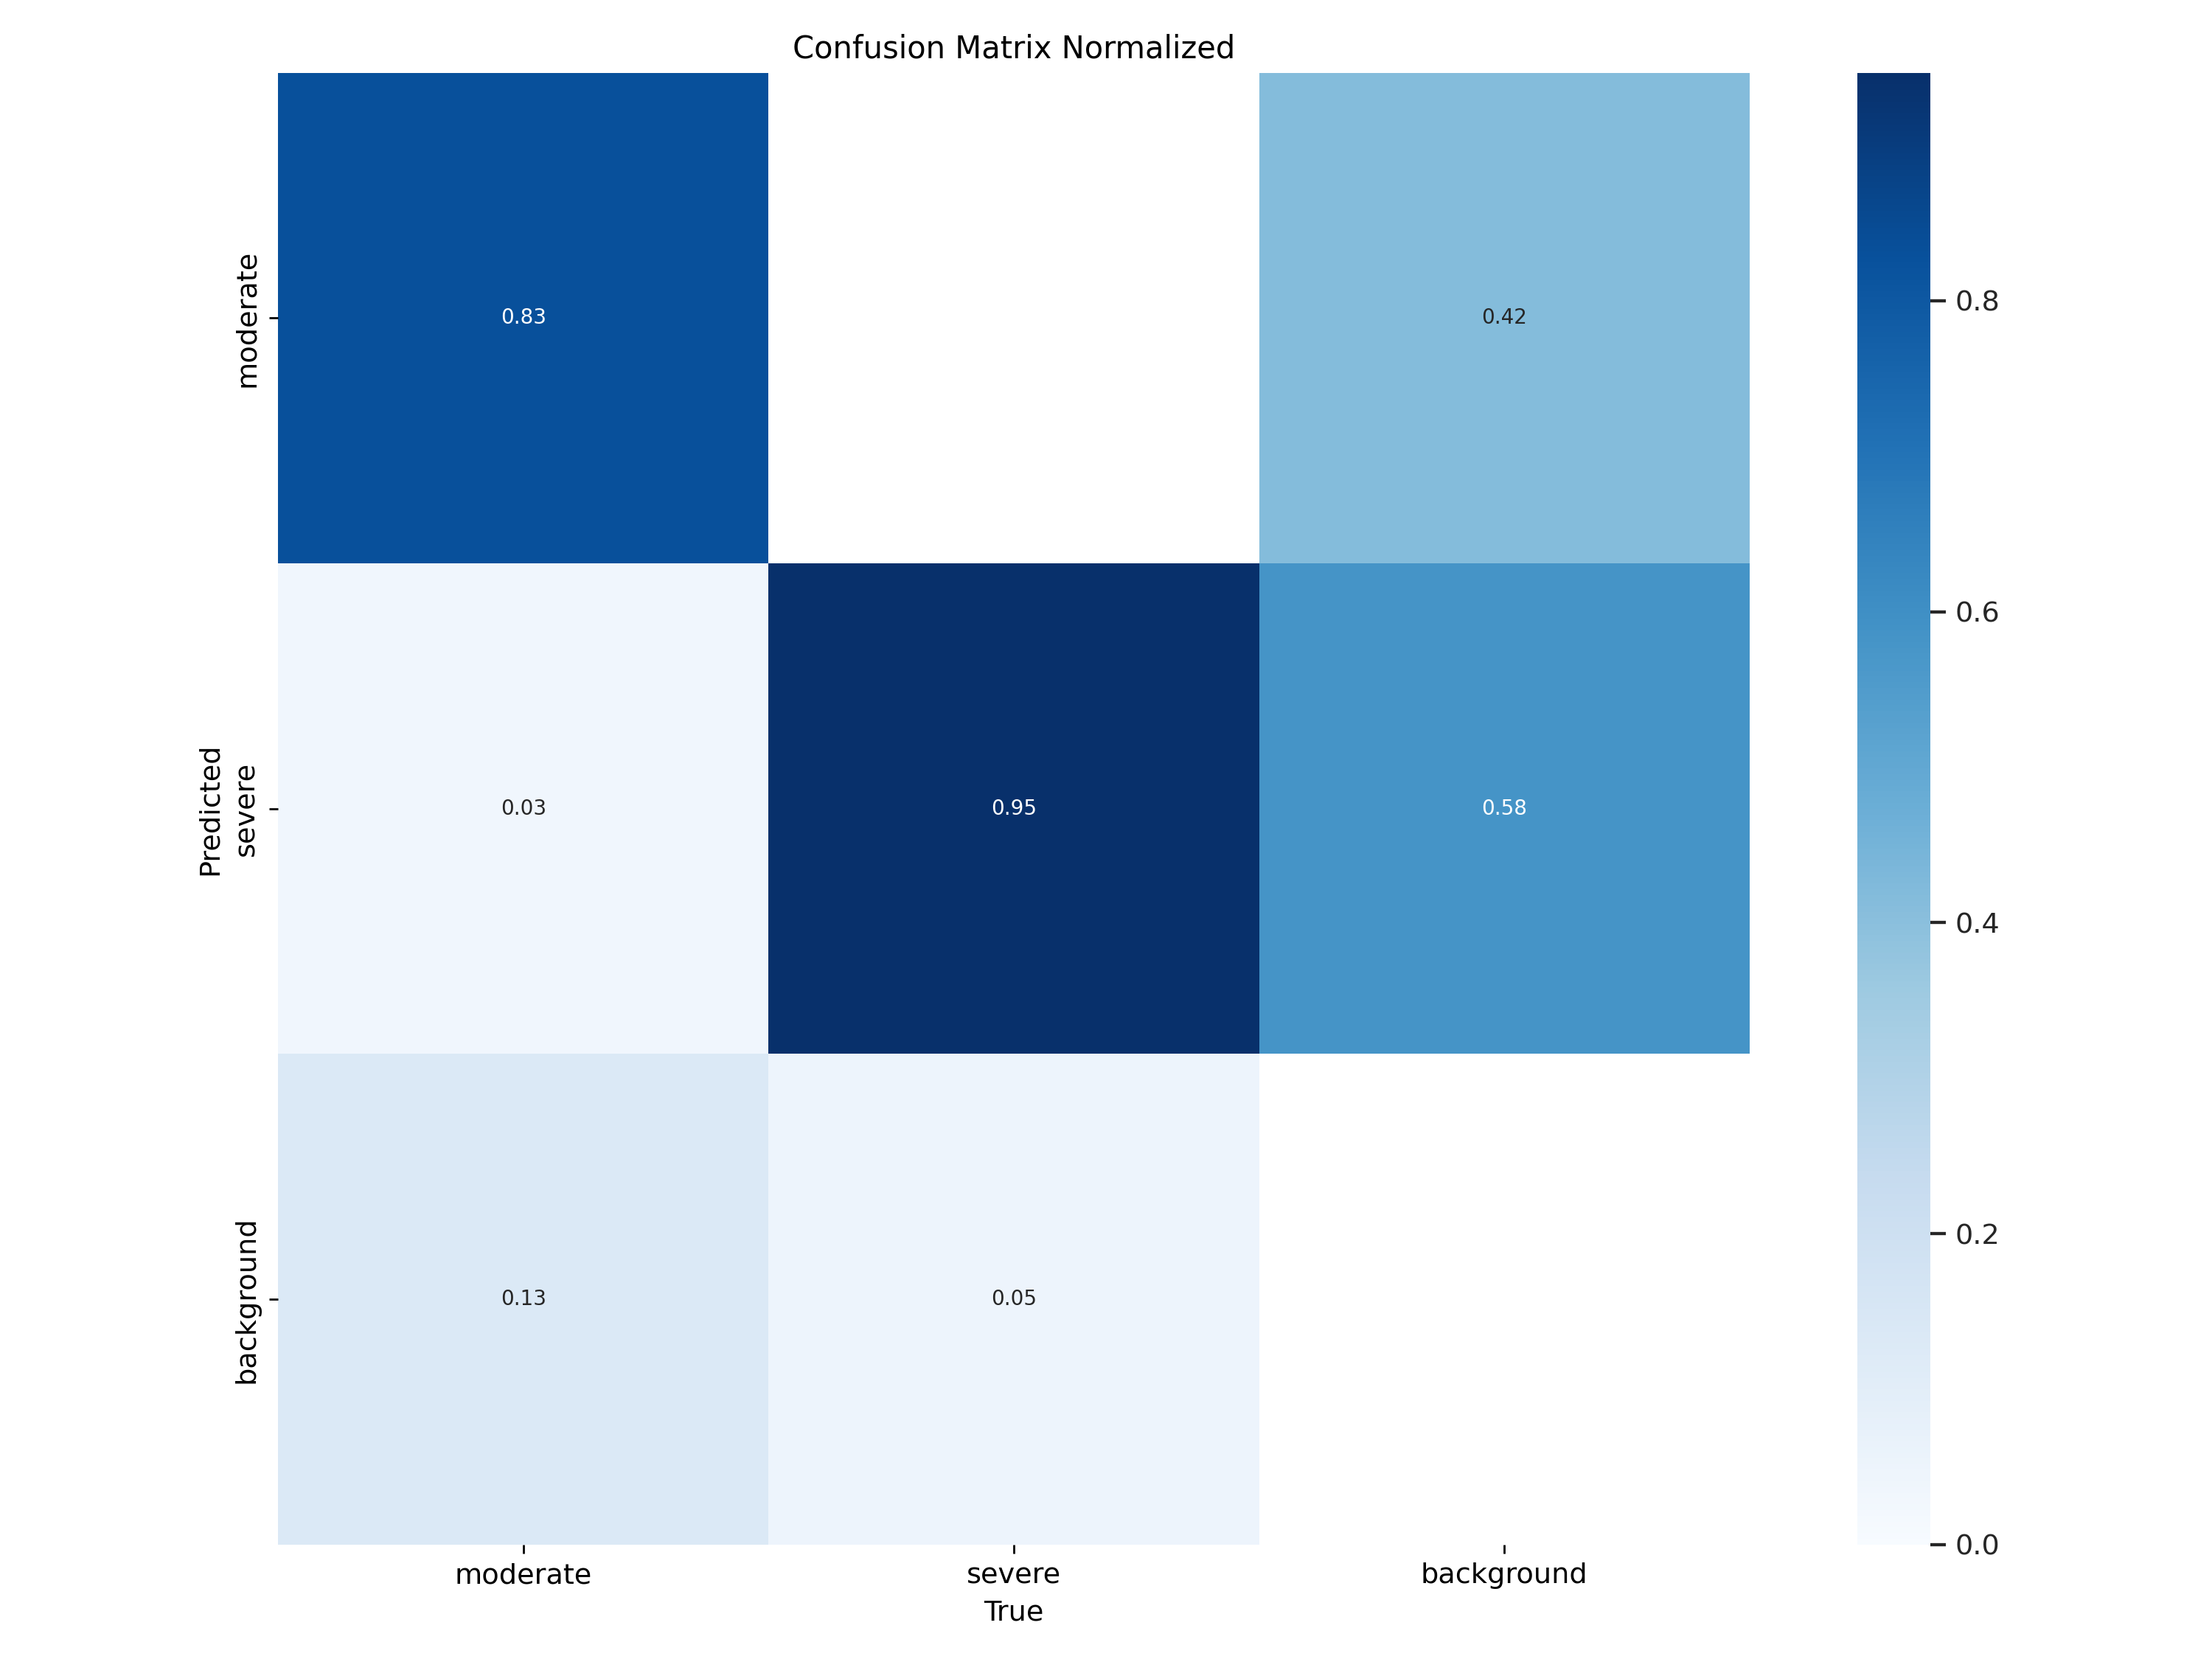 Confusion Matrix Normalized
moderate
0.83
0.42
0.8
0.6
Predicted
severe
0.03
0.95
0.58
0.4
background
0.13
0.05
0.2
0.0
moderate
severe
background
True